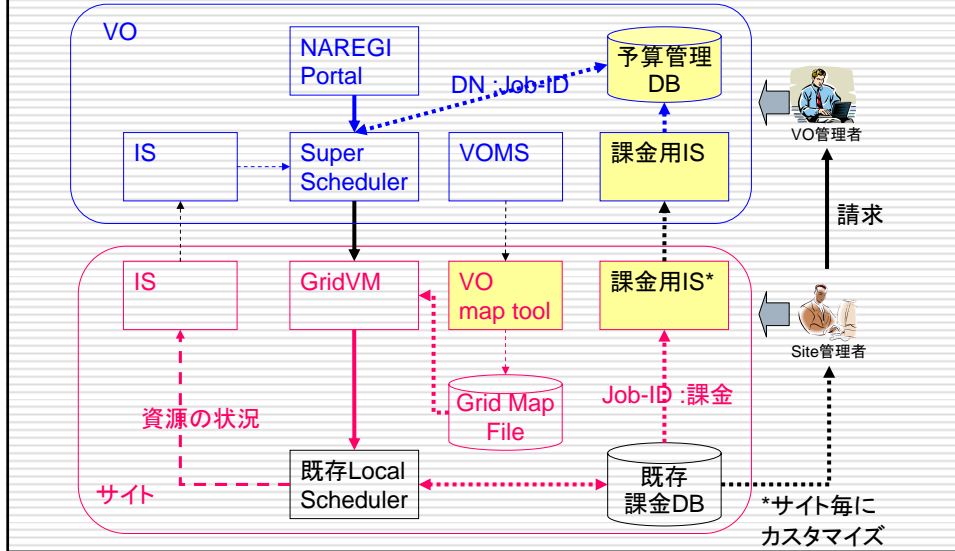 VO
NAREGI
Portal
DN : Job-ID
予算管理
DB
VO管理者
IS
Super
Scheduler
VOMS
課金用IS
請求
IS
GridVM
VO
map tool
課金用IS*
Site管理者
資源の状況
Grid Map
File
Job-ID :課金
サイト
既存Local
Scheduler
既存
課金DB
*サイト毎に
カスタマイズ